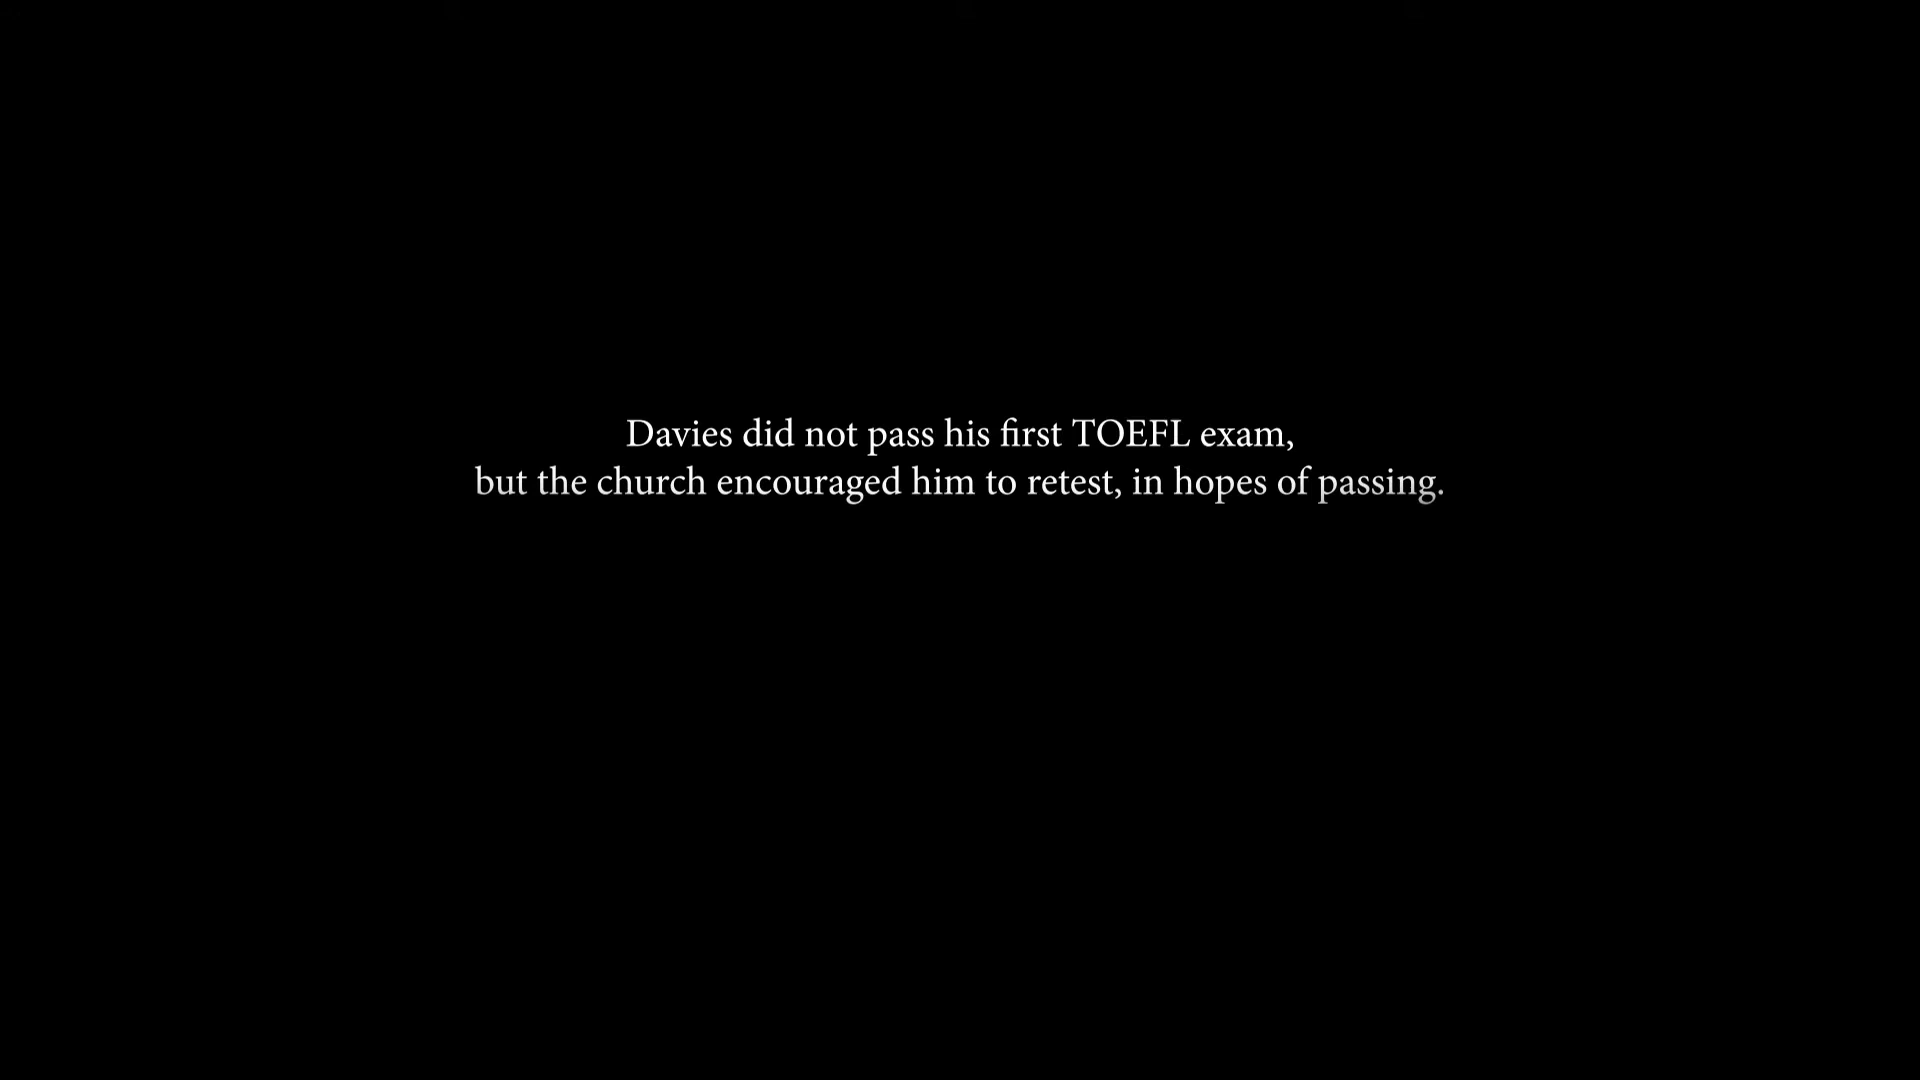 Davies did not pass his first TOEFL exam,
but the church encouraged him to retest, in hopes of passing.